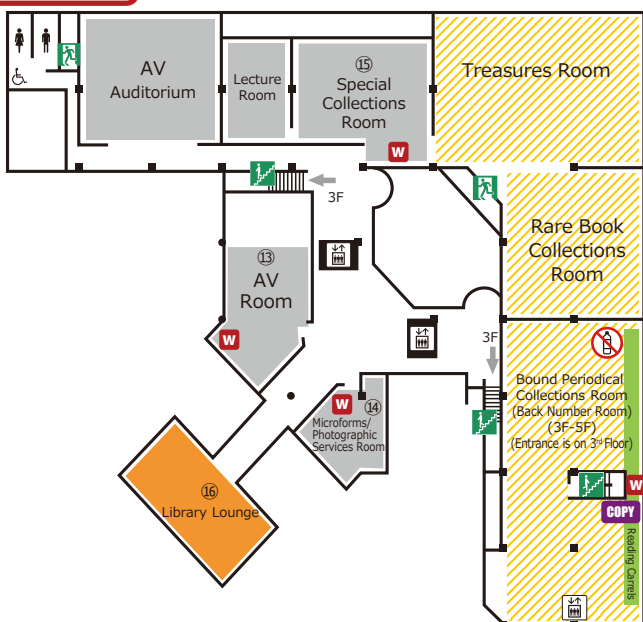 AV
Auditorium
Lecture
Room
⑮
Special
Collections
Room
W
Treasures Room
3F
Rare Book
Collections
Room
⑬
AV
Room
W
3F
Bound Periodical
Collections Room
(Back Number Room)
(3F-5F)
(Entrance is on 3rd Floor)
W
⑭
Microforms/
Photographic
Services Room
W
COPY
Reading Carrels
⑯
Library Lounge